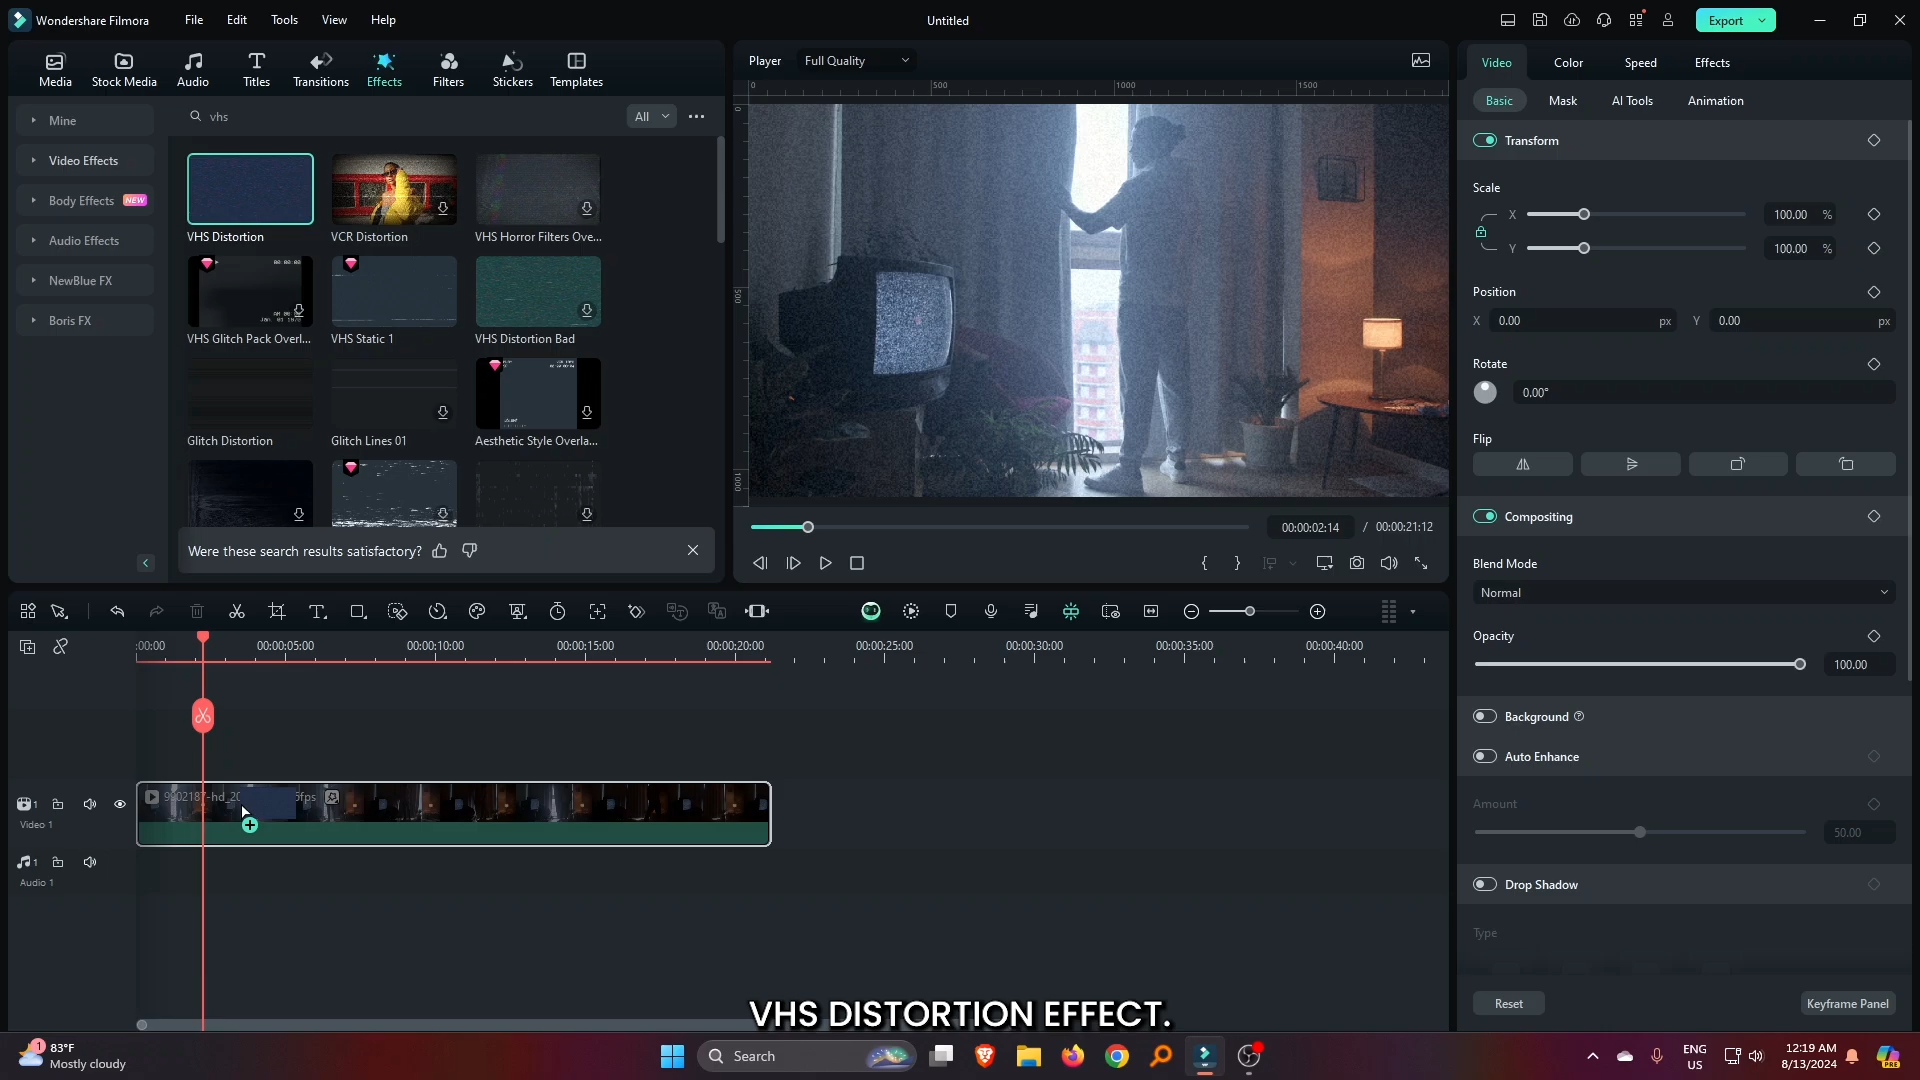 Wondershare Filmora File Edit Tools View Help Untitled Export
Media Stock Media Audio Titles Transitions Effects Filters Stickers Templates
Player Full Quality
Video Color Speed Effects
Basic Mask AI Tools Animation
Mine
Video Effects
Body Effects NEW
Audio Effects
NewBlue FX
Boris FX
vhs All
VHS Distortion VCR Distortion VHS Horror Filters Ove...
VHS Glitch Pack Overl... VHS Static 1 VHS Distortion Bad
Glitch Distortion Glitch Lines 01 Aesthetic Style Overla...
Were these search results satisfactory?
0 500 1000 1500
0
500
1000
00:00:02:14 / 00:00:21:12
Transform
Scale
X 100.00 %
Y 100.00 %
Position
X 0.00 px Y 0.00 px
Rotate
0.00°
Flip
Compositing
Blend Mode
Normal
Opacity
100.00
Background
Auto Enhance
Amount
50.00
Drop Shadow
Type
Reset Keyframe Panel
:00:00 00:00:05:00 00:00:10:00 00:00:15:00 00:00:20:00 00:00:25:00 00:00:30:00 00:00:35:00 00:00:40:00
1
Video 1
1
Audio 1
VHS DISTORTION EFFECT.
1
83°F
Mostly cloudy
Search
ENG
US
12:19 AM
8/13/2024
PRE